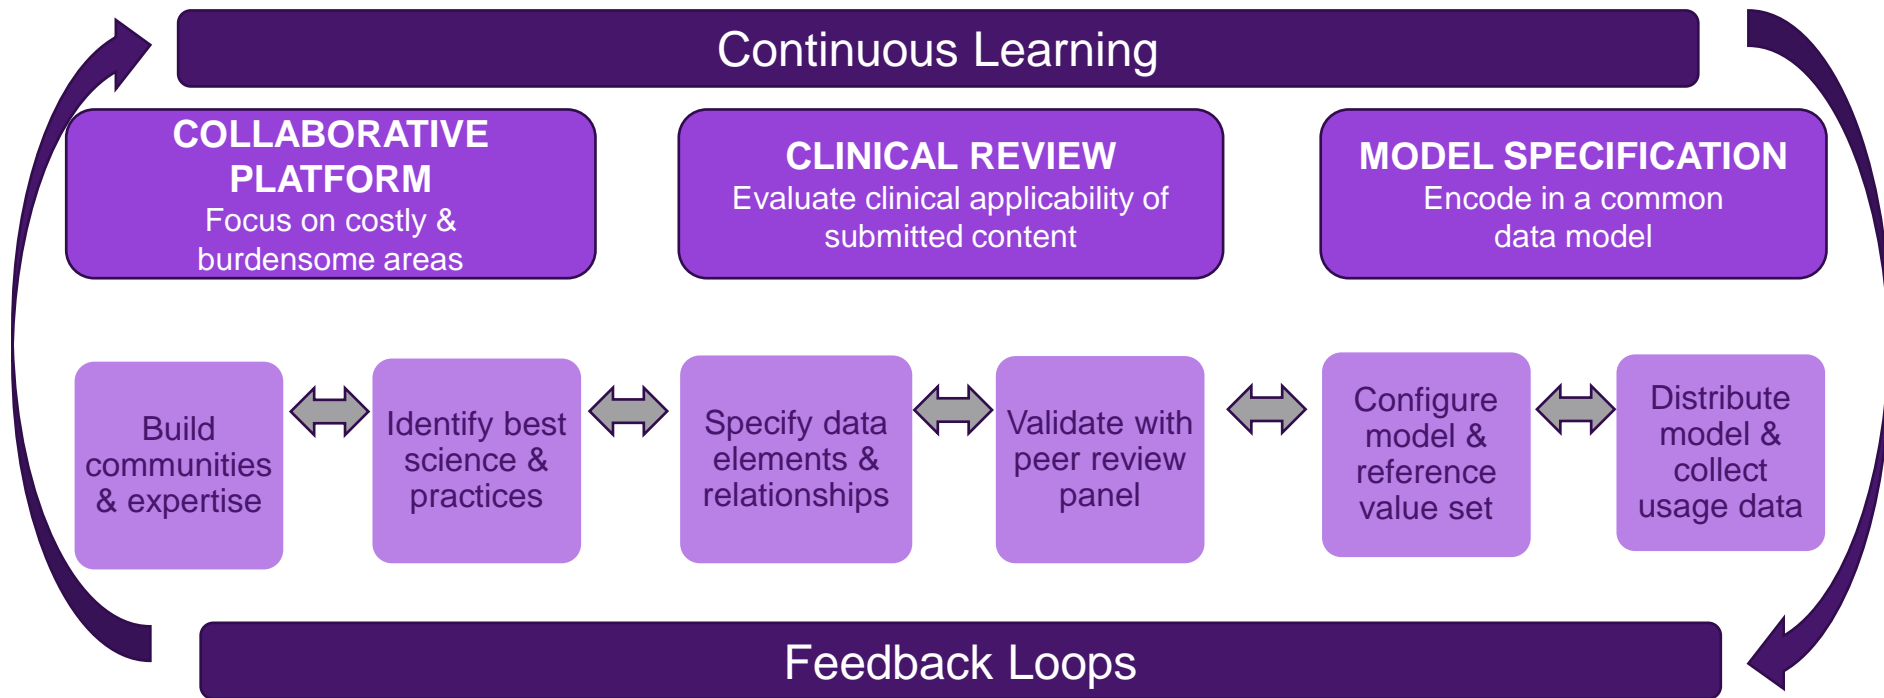 Continuous Learning
COLLABORATIVE
PLATFORM
Focus on costly &
burdensome areas
CLINICAL REVIEW
Evaluate clinical applicability of
submitted content
MODEL SPECIFICATION
Encode in a common
data model
Build
communities
& expertise
Identify best
science &
practices
Specify data
elements &
relationships
Validate with
peer review
panel
Configure
model &
reference
value set
Distribute
model &
collect
usage data
Feedback Loops